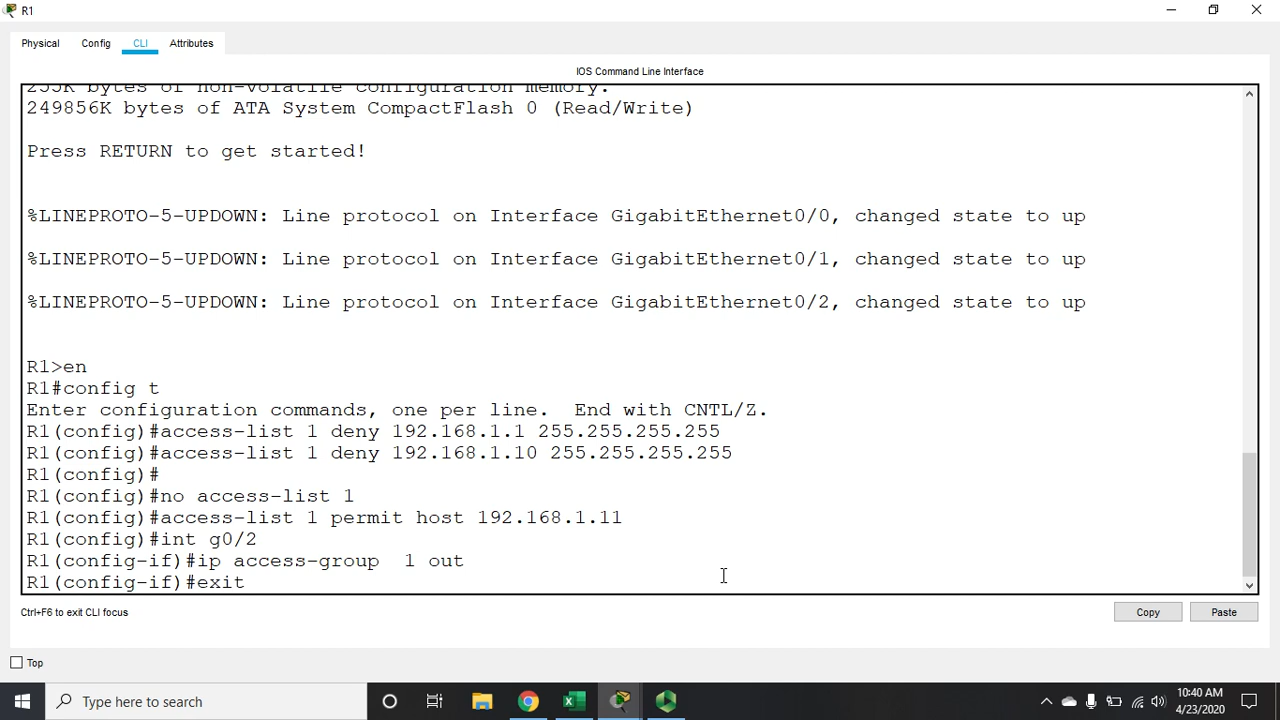 R1
Physical
Config
CLI
Attributes
IOS Command Line Interface
255K bytes of non-volatile configuration memory.
249856K bytes of ATA System CompactFlash 0 (Read/Write)
Press RETURN to get started!
%LINEPROTO-5-UPDOWN: Line protocol on Interface GigabitEthernet0/0, changed state to up
%LINEPROTO-5-UPDOWN: Line protocol on Interface GigabitEthernet0/1, changed state to up
%LINEPROTO-5-UPDOWN: Line protocol on Interface GigabitEthernet0/2, changed state to up
R1>en
R1#config t
Enter configuration commands, one per line.  End with CNTL/Z.
R1(config)#access-list 1 deny 192.168.1.1 255.255.255.255
R1(config)#access-list 1 deny 192.168.1.10 255.255.255.255
R1(config)#
R1(config)#no access-list 1
R1(config)#access-list 1 permit host 192.168.1.11
R1(config)#int g0/2
R1(config-if)#ip access-group  1 out
R1(config-if)#exit
Ctrl+F6 to exit CLI focus
Copy
Paste
Top
Type here to search
10:40 AM
4/23/2020